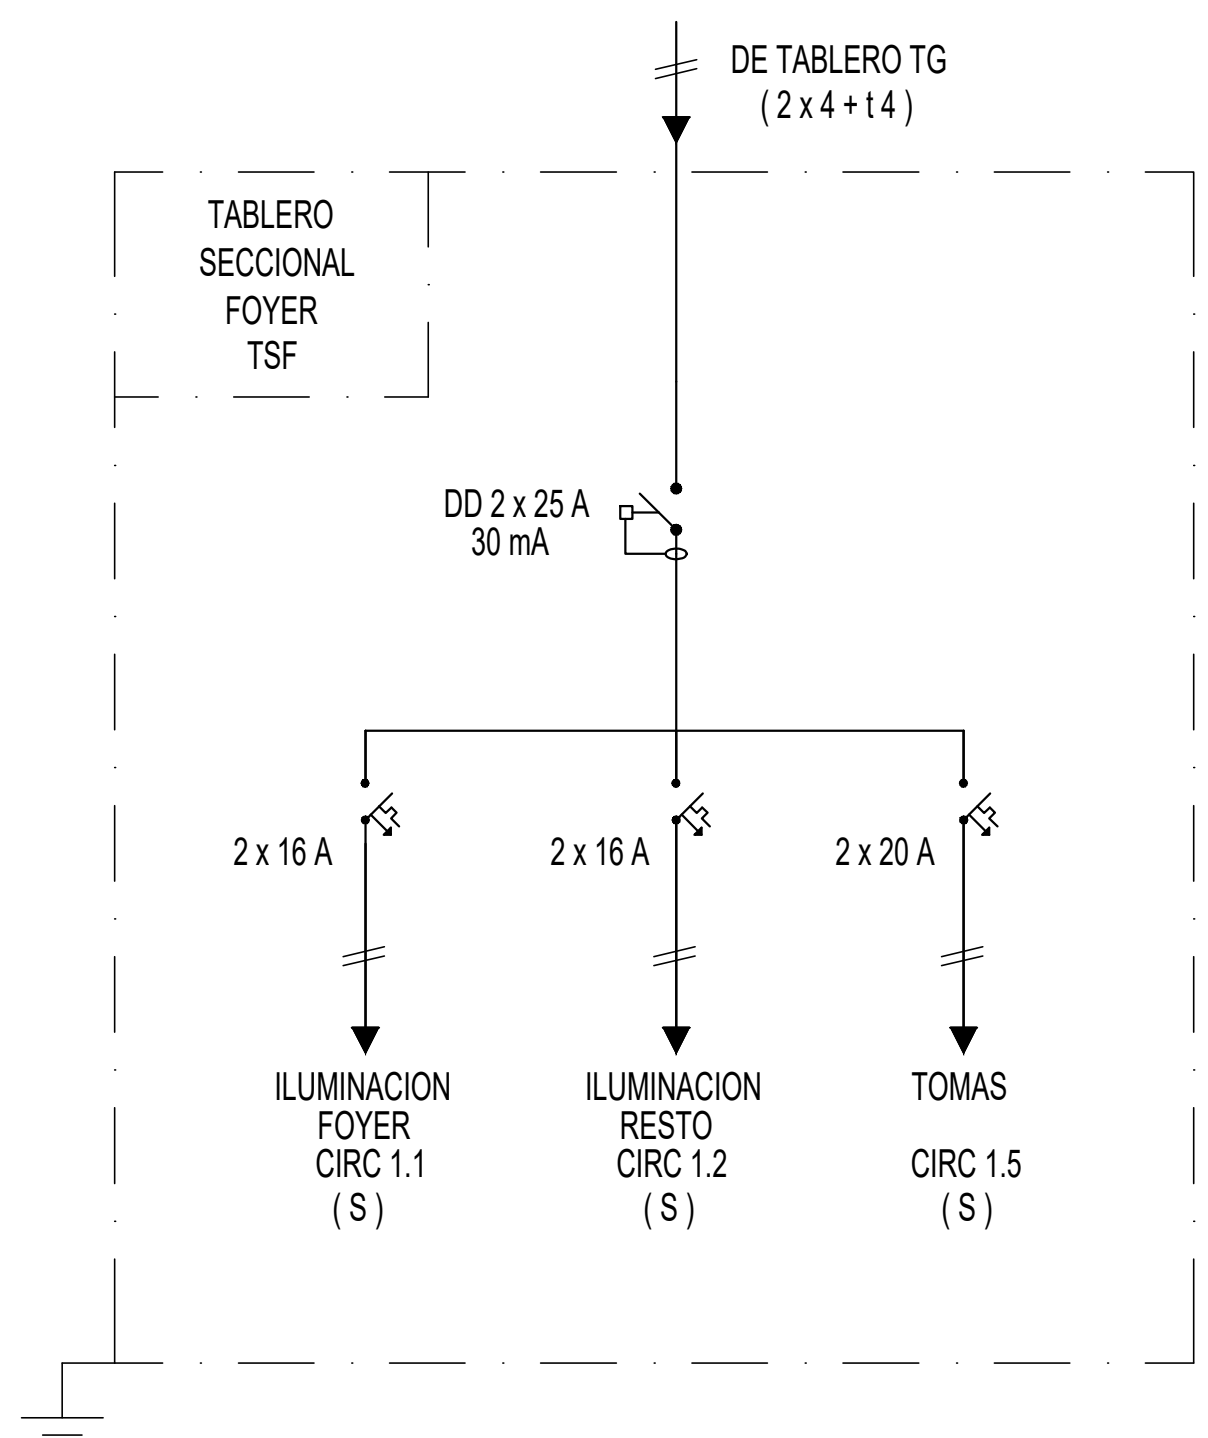 DE TABLERO TG
( 2 x 4 + t 4 )
TABLERO
SECCIONAL
FOYER
TSF
DD 2 x 25 A
30 mA
2 x 16 A
2 x 16 A
2 x 20 A
ILUMINACION
FOYER
CIRC 1.1
( S )
ILUMINACION
RESTO
CIRC 1.2
( S )
TOMAS
CIRC 1.5
( S )